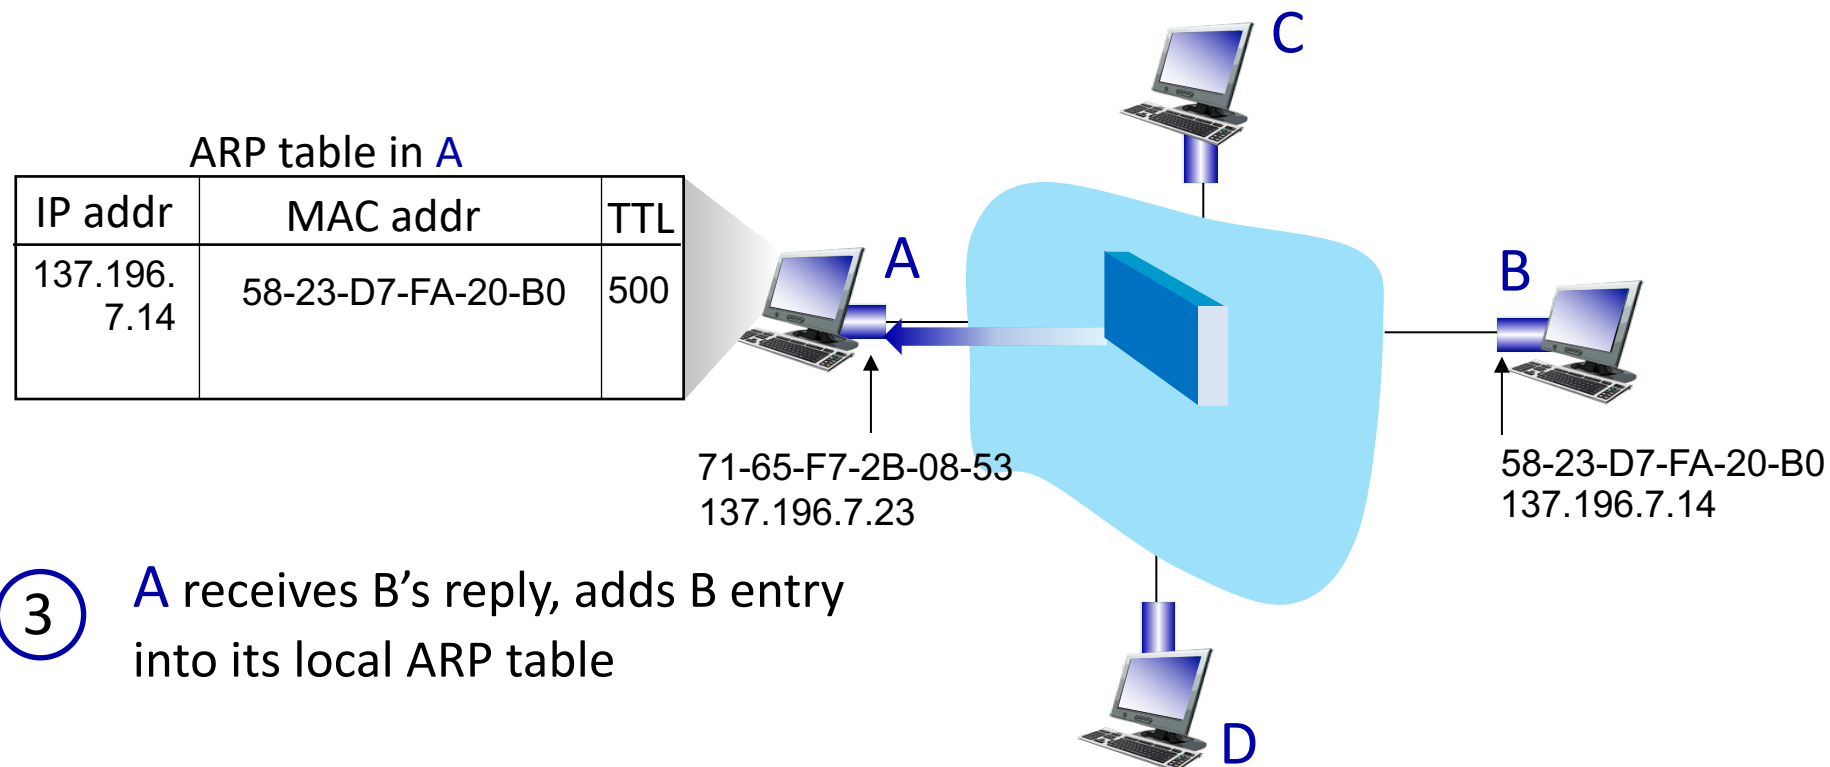 C
ARP table in A
IP addr MAC addr TTL
137.196.
7.14
58-23-D7-FA-20-B0
500
A
B
71-65-F7-2B-08-53
137.196.7.23
58-23-D7-FA-20-B0
137.196.7.14
3
A receives B’s reply, adds B entry
into its local ARP table
D